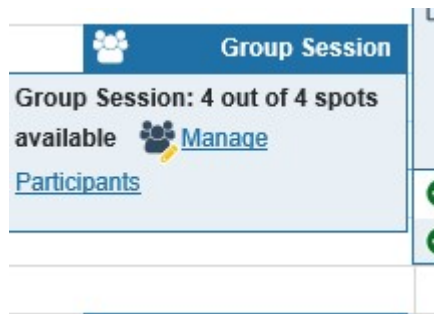 Group Session
Group Session: 4 out of 4 spots
available Manage
Participants